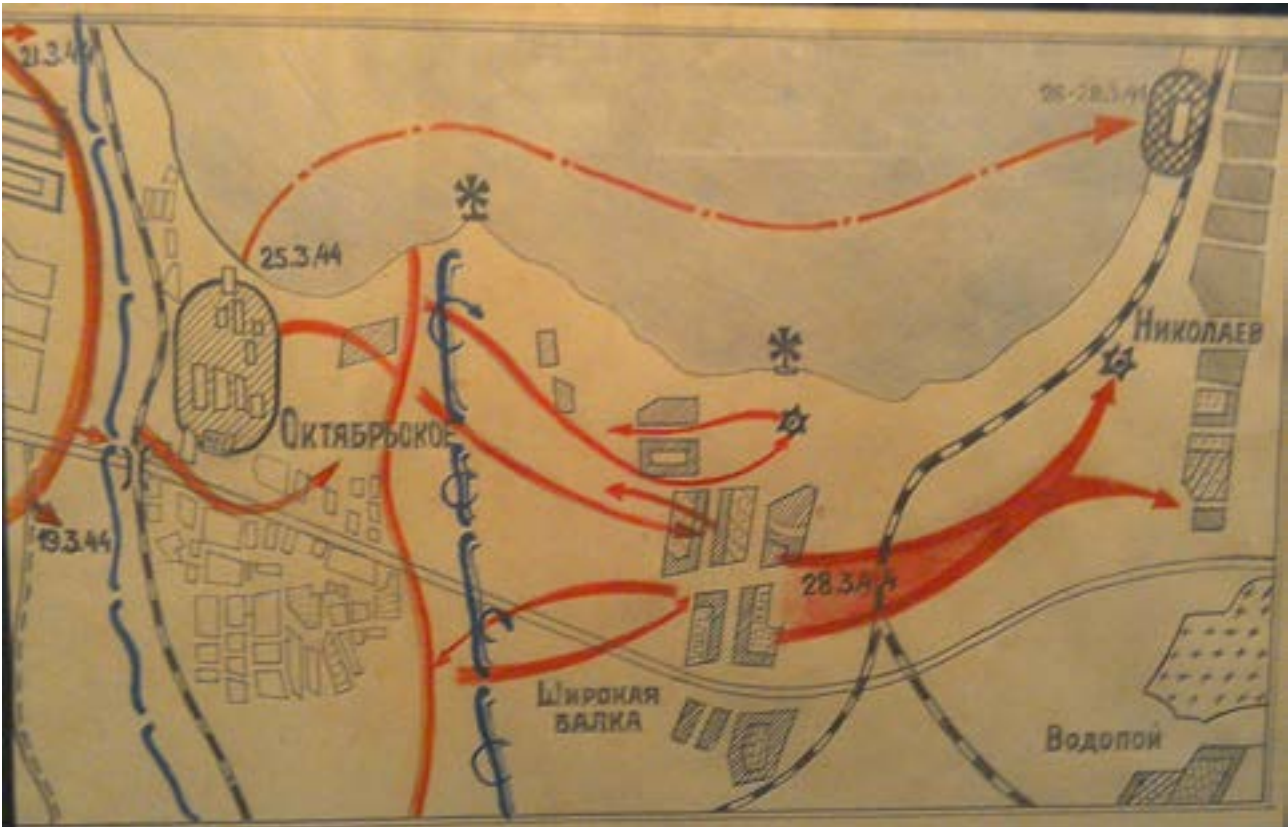 21.3.44
26-28.3.44
25.3.44
Николаев
Октябрьское
19.3.44
28.3.44
Широкая
балка
Водопой